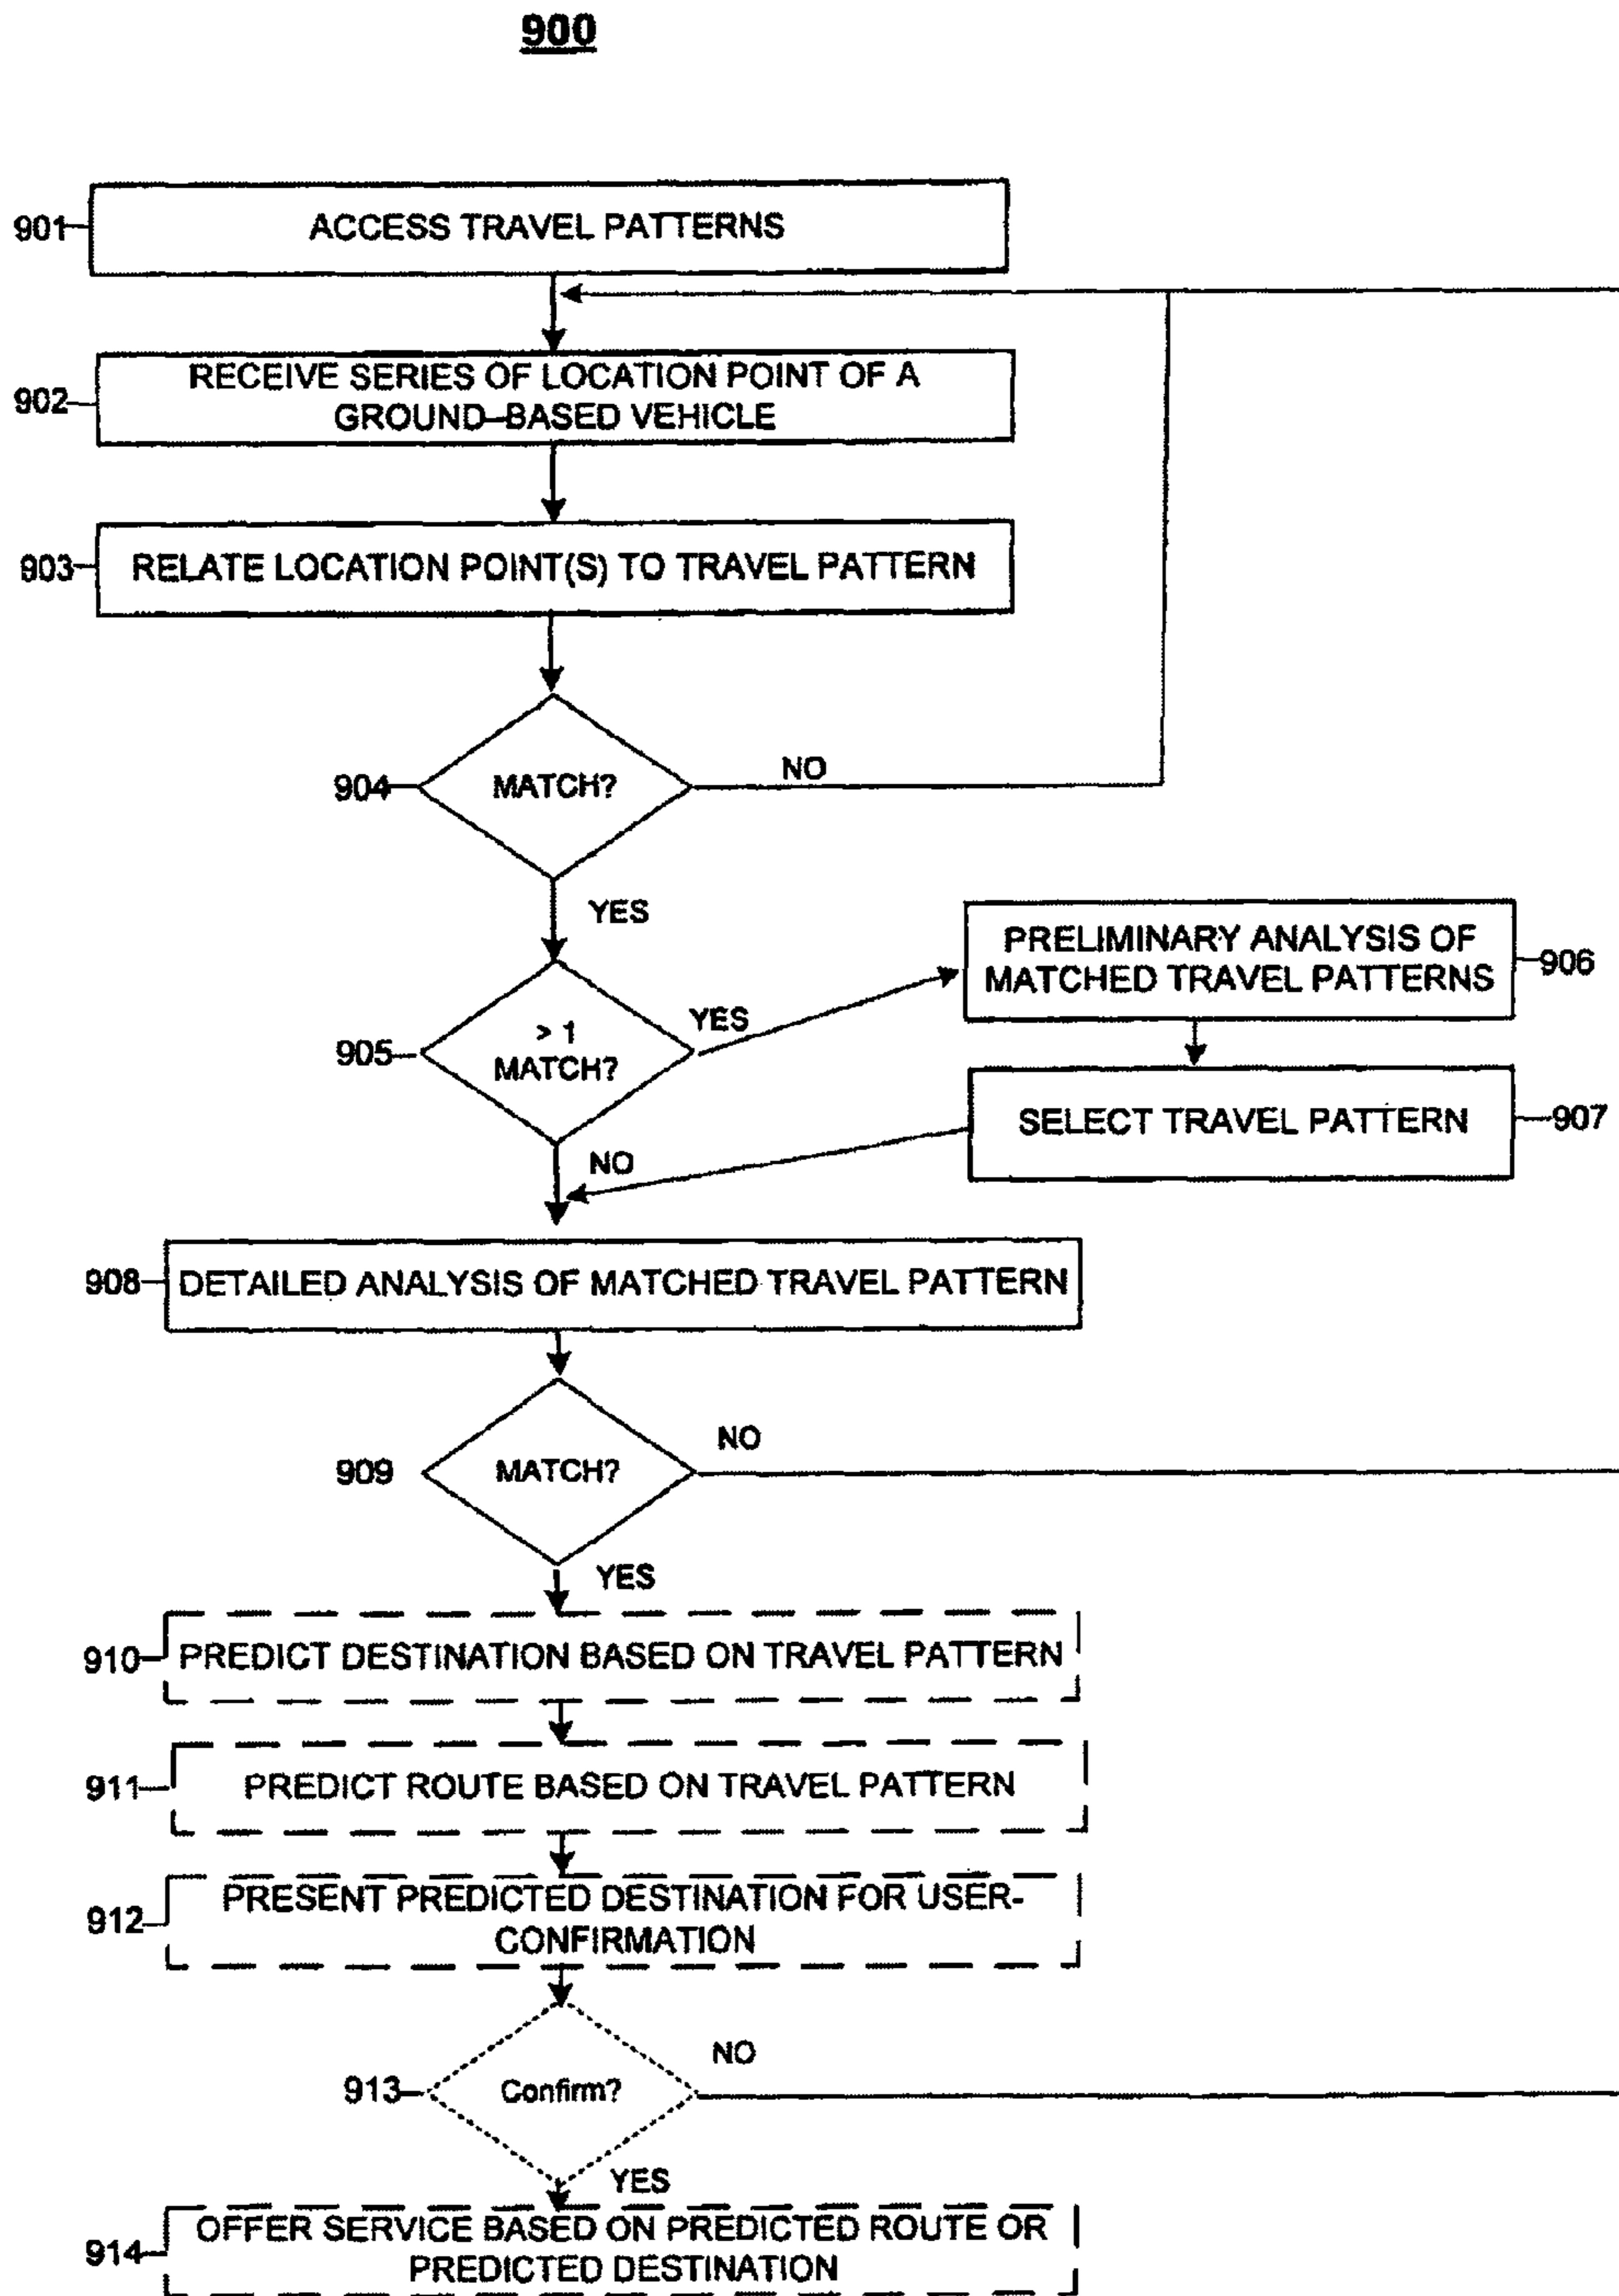 900
901
ACCESS TRAVEL PATTERNS
902
RECEIVE SERIES OF LOCATION POINT OF A
GROUND-BASED VEHICLE
903
RELATE LOCATION POINT(S) TO TRAVEL PATTERN
904
MATCH?
NO
YES
905
> 1
MATCH?
YES
PRELIMINARY ANALYSIS OF
MATCHED TRAVEL PATTERNS
906
SELECT TRAVEL PATTERN
907
NO
908
DETAILED ANALYSIS OF MATCHED TRAVEL PATTERN
909
MATCH?
NO
YES
910
PREDICT DESTINATION BASED ON TRAVEL PATTERN
911
PREDICT ROUTE BASED ON TRAVEL PATTERN
912
PRESENT PREDICTED DESTINATION FOR USER-
CONFIRMATION
913
Confirm?
NO
YES
914
OFFER SERVICE BASED ON PREDICTED ROUTE OR
PREDICTED DESTINATION